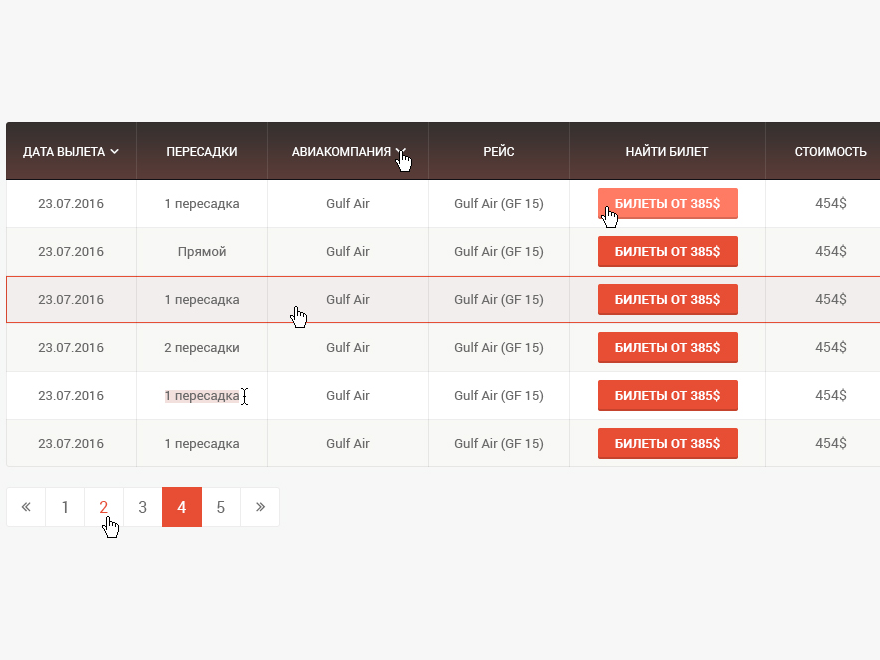 ДАТА ВЫЛЕТА ПЕРЕСАДКИ АВИАКОМПАНИЯ РЕЙС НАЙТИ БИЛЕТ СТОИМОСТЬ
23.07.2016 1 пересадка Gulf Air Gulf Air (GF 15) БИЛЕТЫ ОТ 385$ 454$
23.07.2016 Прямой Gulf Air Gulf Air (GF 15) БИЛЕТЫ ОТ 385$ 454$
23.07.2016 1 пересадка Gulf Air Gulf Air (GF 15) БИЛЕТЫ ОТ 385$ 454$
23.07.2016 2 пересадки Gulf Air Gulf Air (GF 15) БИЛЕТЫ ОТ 385$ 454$
23.07.2016 1 пересадка Gulf Air Gulf Air (GF 15) БИЛЕТЫ ОТ 385$ 454$
23.07.2016 1 пересадка Gulf Air Gulf Air (GF 15) БИЛЕТЫ ОТ 385$ 454$
« 1 2 3 4 5 »